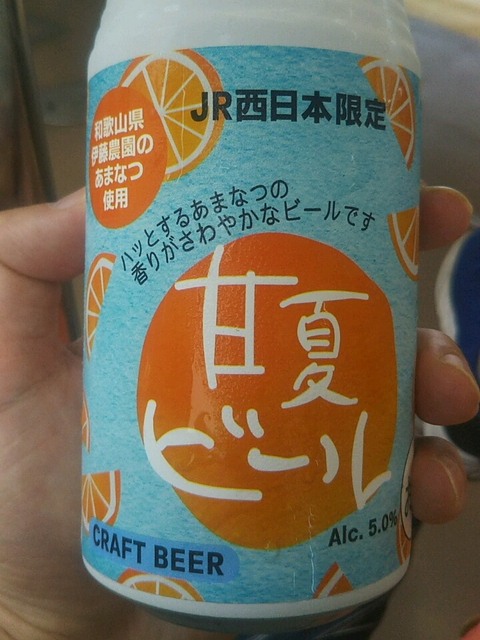 JR西日本限定
和歌山県
伊藤農園の
あまなつ
使用
ハッとするあまなつの
香りがさわやかなビールです
甘夏
ビール
Alc. 5.0%
CRAFT BEER